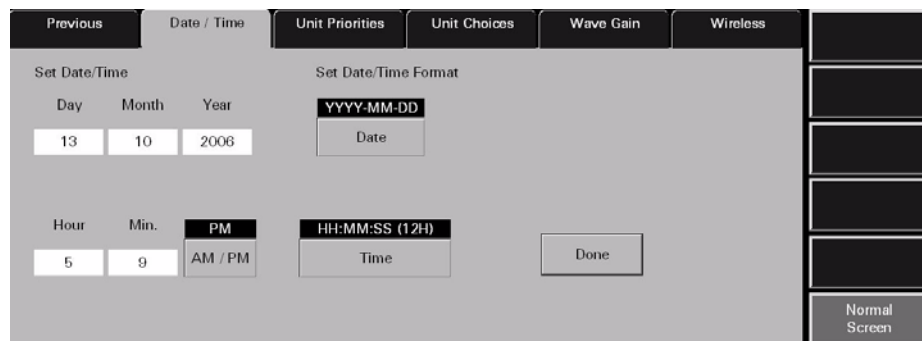 Previous
Date / Time
Unit Priorities
Unit Choices
Wave Gain
Wireless
Set Date/Time
Set Date/Time Format
Day Month Year
YYYY-MM-DD
13 10 2006
Date
Hour Min.
PM
HH:MM:SS (12H)
5 9
AM / PM
Time
Done
Normal
Screen